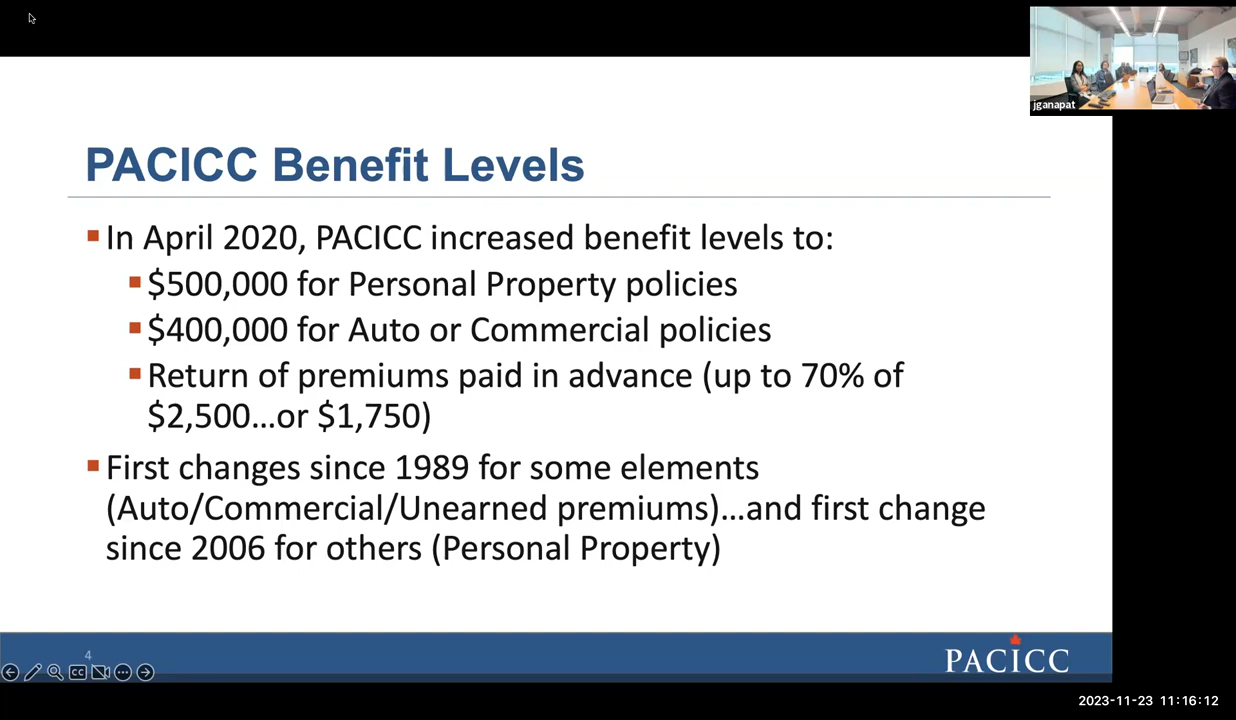 jganapat
PACICC Benefit Levels
▪In April 2020, PACICC increased benefit levels to:
▪$500,000 for Personal Property policies
▪$400,000 for Auto or Commercial policies
▪Return of premiums paid in advance (up to 70% of
$2,500...or $1,750)
▪First changes since 1989 for some elements
(Auto/Commercial/Unearned premiums)...and first change
since 2006 for others (Personal Property)
4
CC
PACICC
2023-11-23 11:16:12